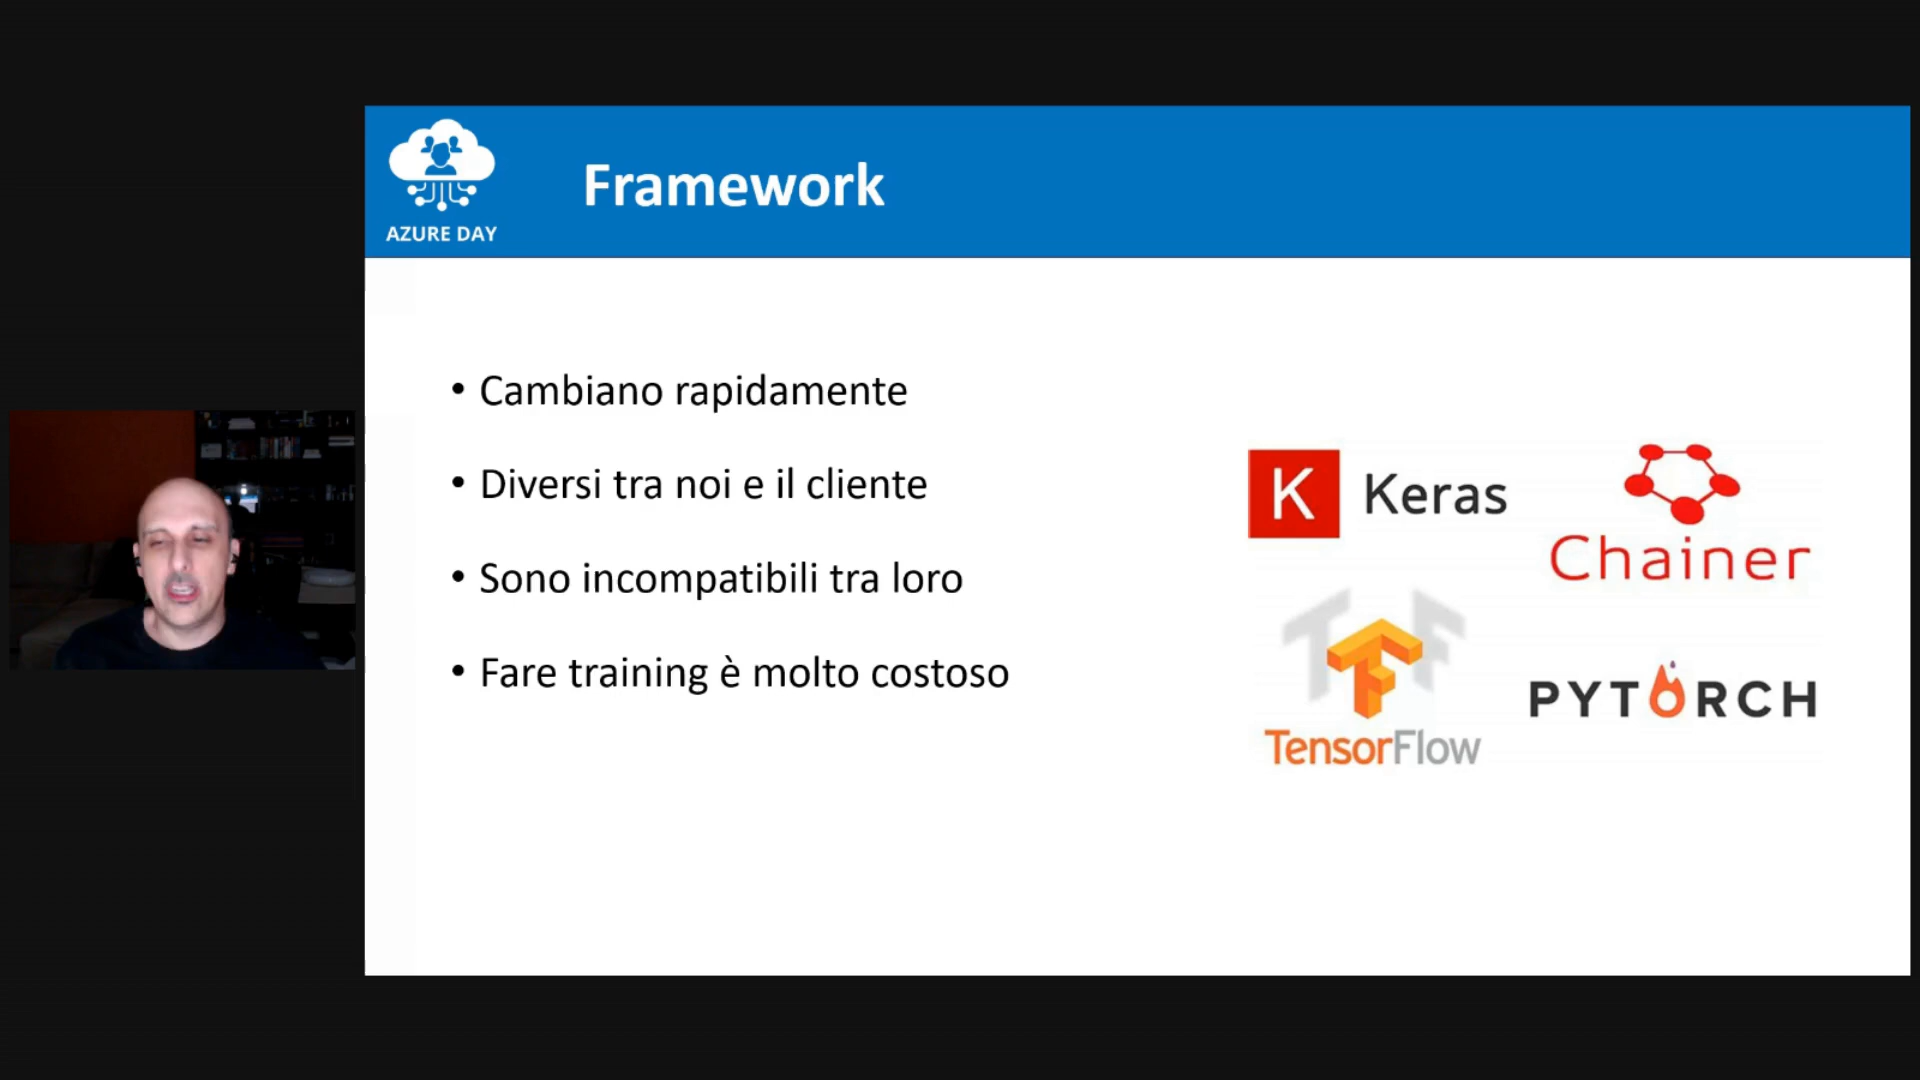 AZURE DAY
Framework
• Cambiano rapidamente
• Diversi tra noi e il cliente
• Sono incompatibili tra loro
• Fare training è molto costoso
K Keras
Chainer
TensorFlow
PYTORCH